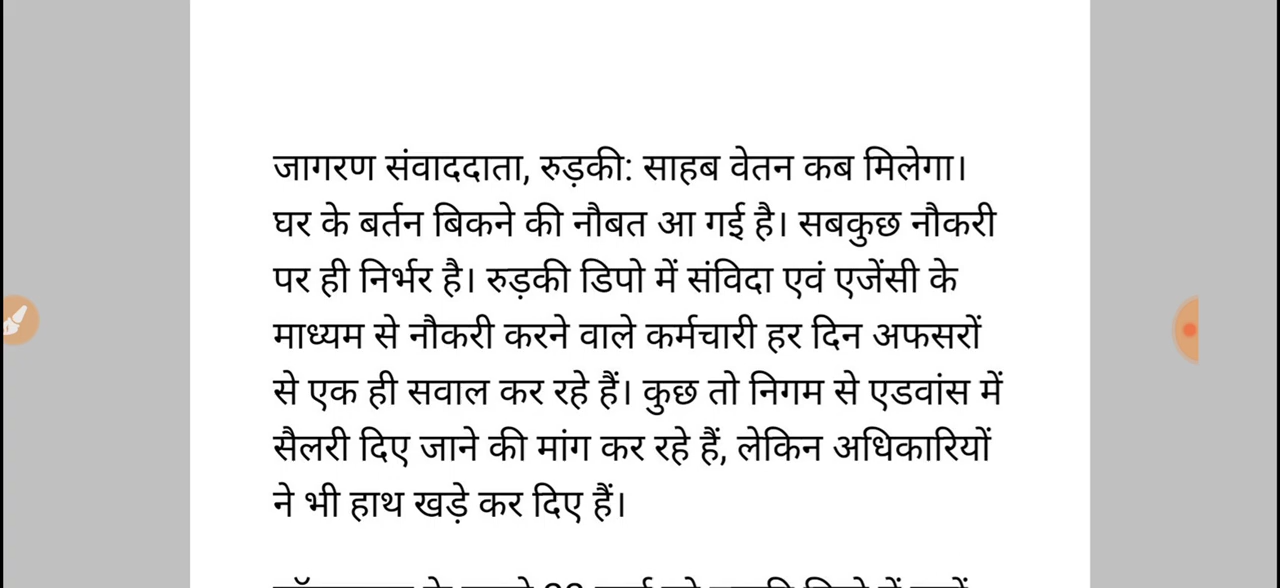 जागरण संवाददाता, रुड़की: साहब वेतन कब मिलेगा।
घर के बर्तन बिकने की नौबत आ गई है। सबकुछ नौकरी
पर ही निर्भर है। रुड़की डिपो में संविदा एवं एजेंसी के
माध्यम से नौकरी करने वाले कर्मचारी हर दिन अफसरों
से एक ही सवाल कर रहे हैं। कुछ तो निगम से एडवांस में
सैलरी दिए जाने की मांग कर रहे हैं, लेकिन अधिकारियों
ने भी हाथ खड़े कर दिए हैं।